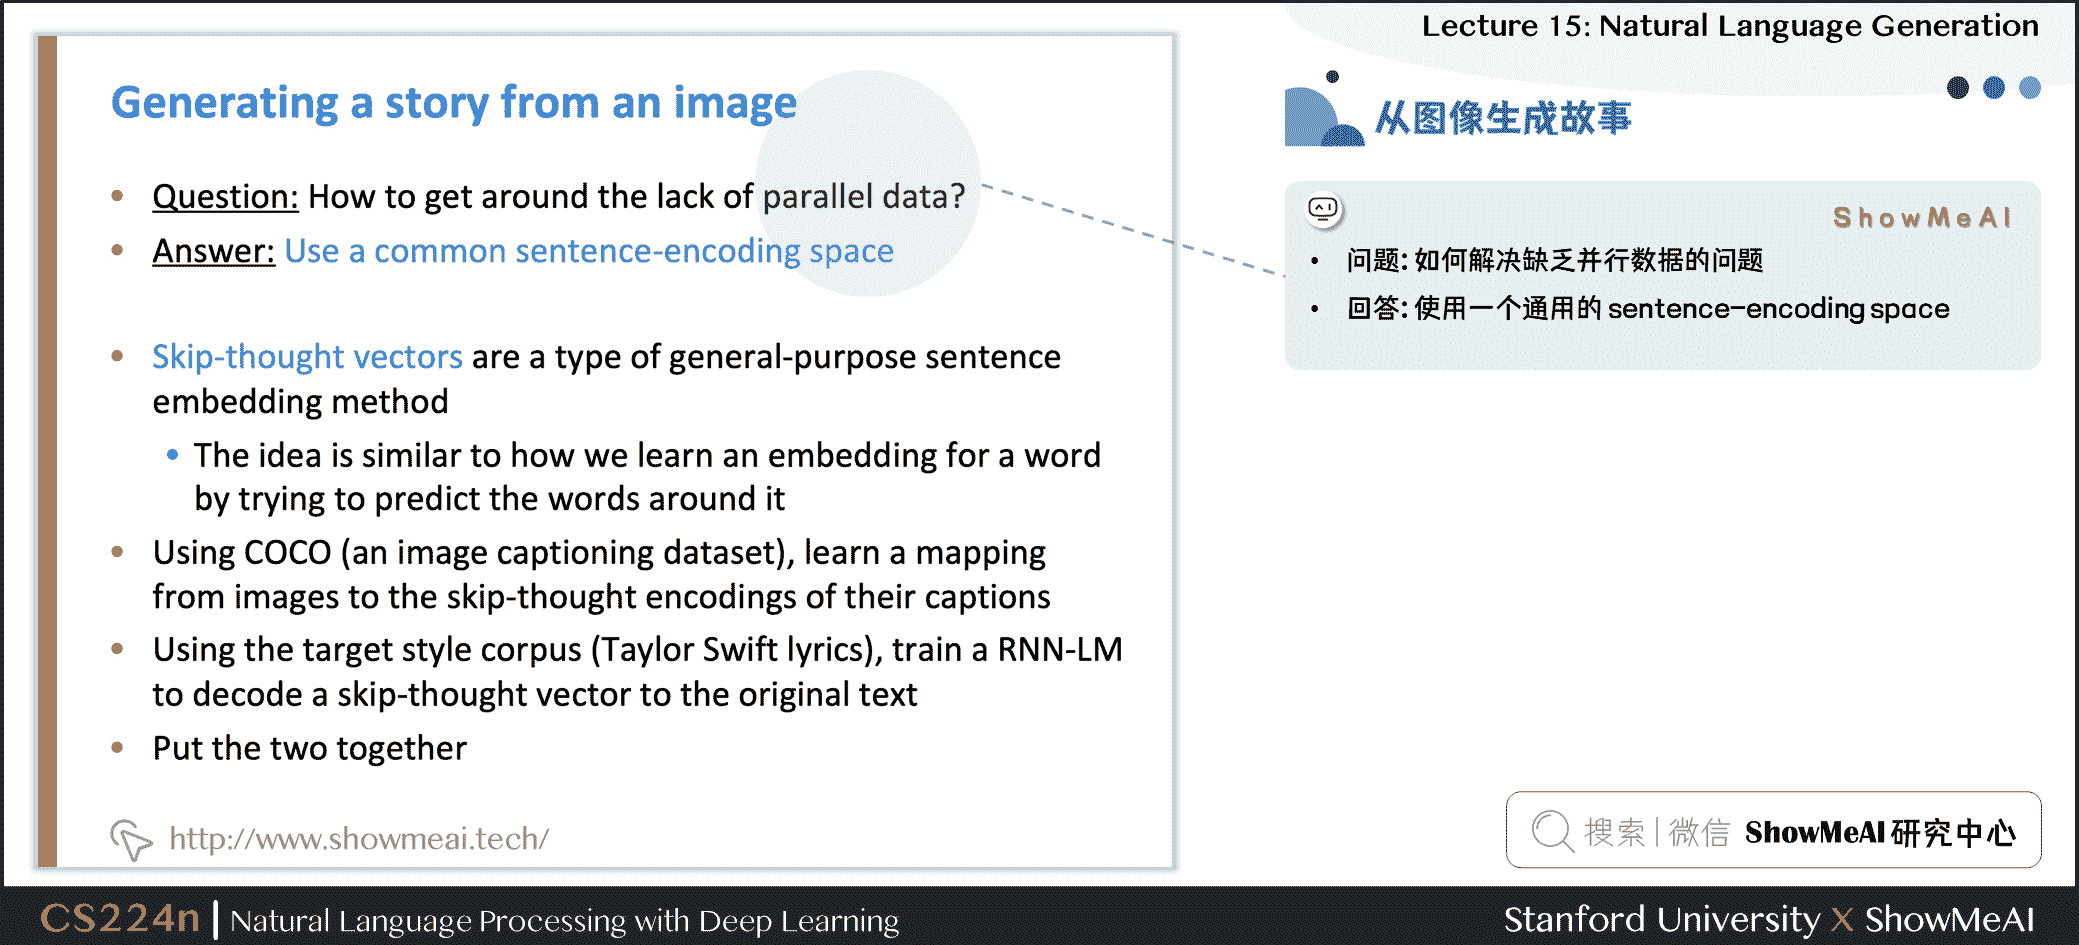 Lecture 15: Natural Language Generation
Generating a story from an image
• Question: How to get around the lack of parallel data?
• Answer: Use a common sentence-encoding space
• Skip-thought vectors are a type of general-purpose sentence
embedding method
• The idea is similar to how we learn an embedding for a word
by trying to predict the words around it
• Using COCO (an image captioning dataset), learn a mapping
from images to the skip-thought encodings of their captions
• Using the target style corpus (Taylor Swift lyrics), train a RNN-LM
to decode a skip-thought vector to the original text
• Put the two together
http://www.showmeai.tech/
从图像生成故事
ShowMeAI
• 问题: 如何解决缺乏并行数据的问题
• 回答: 使用一个通用的 sentence-encoding space
搜索 | 微信 ShowMeAI 研究中心
CS224n | Natural Language Processing with Deep Learning
Stanford University X ShowMeAI